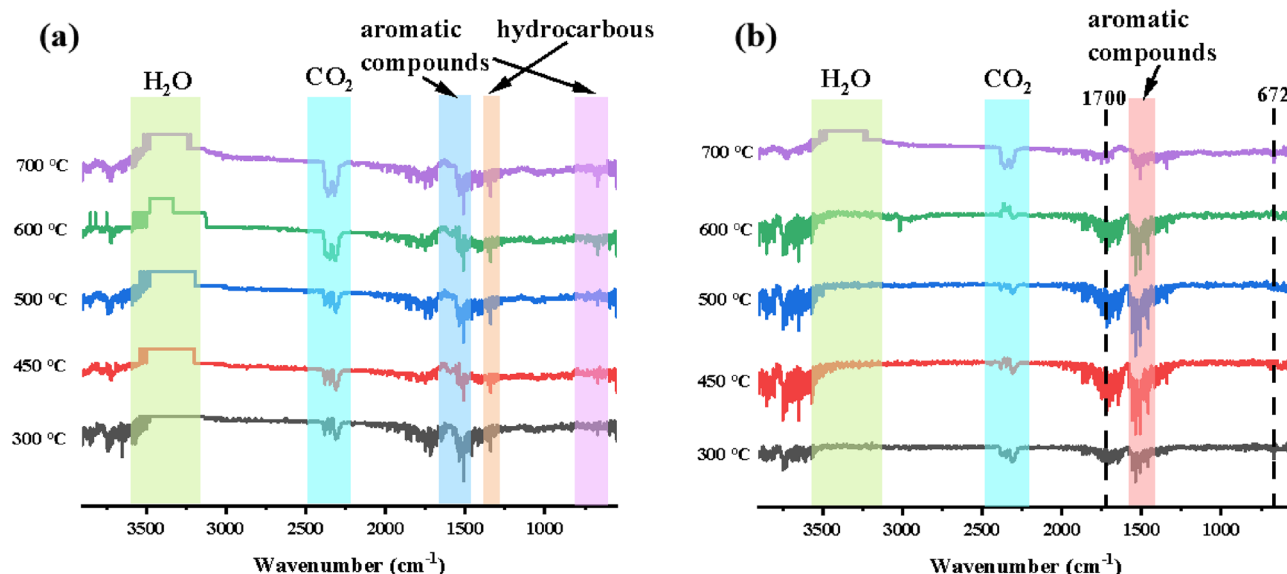 (a)
aromatic
compounds
hydrocarbous
H₂O
CO₂
700 °C
600 °C
500 °C
450 °C
300 °C
3500 3000 2500 2000 1500 1000
Wavenumber (cm⁻¹)
(b)
aromatic
compounds
H₂O
CO₂
1700
672
700 °C
600 °C
500 °C
450 °C
300 °C
3500 3000 2500 2000 1500 1000
Wavenumber (cm⁻¹)